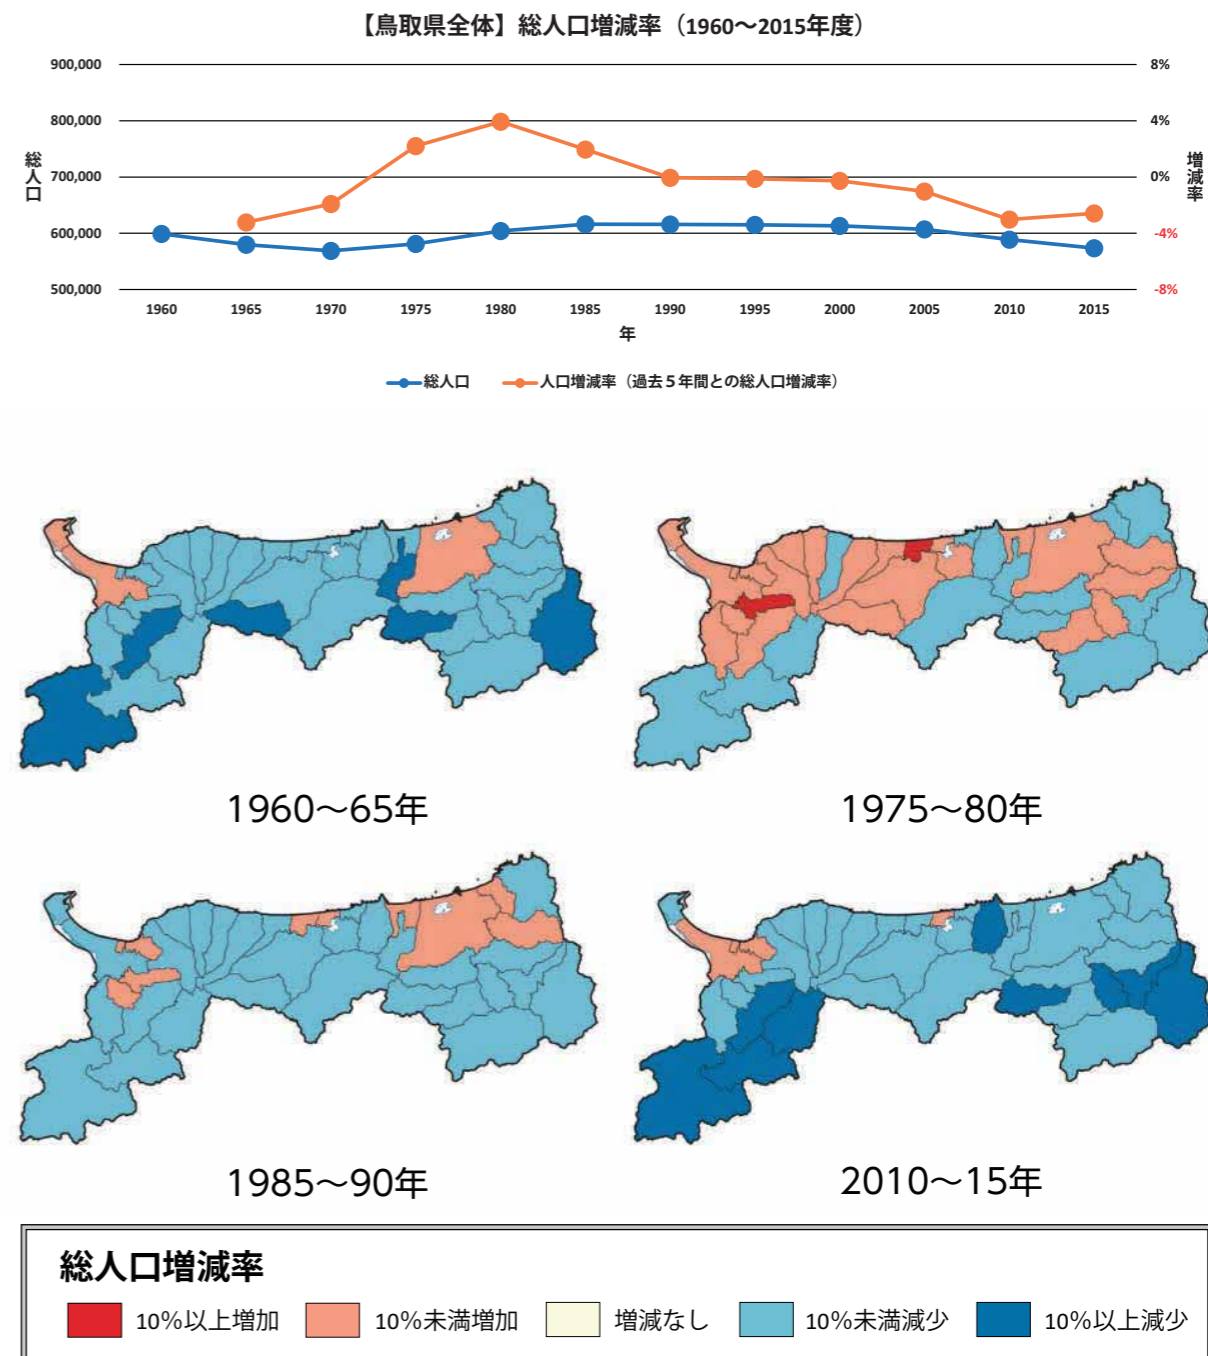 【鳥取県全体】総人口増減率（1960～2015年度）
900,000
800,000
700,000
600,000
500,000
総人口
8%
4%
0%
-4%
-8%
増減率
1960 1965 1970 1975 1980 1985 1990 1995 2000 2005 2010 2015
年
総人口 人口増減率（過去５年間との総人口増減率）
1960～65年 1975～80年
1985～90年 2010～15年
総人口増減率
10%以上増加 10%未満増加 増減なし 10%未満減少 10%以上減少